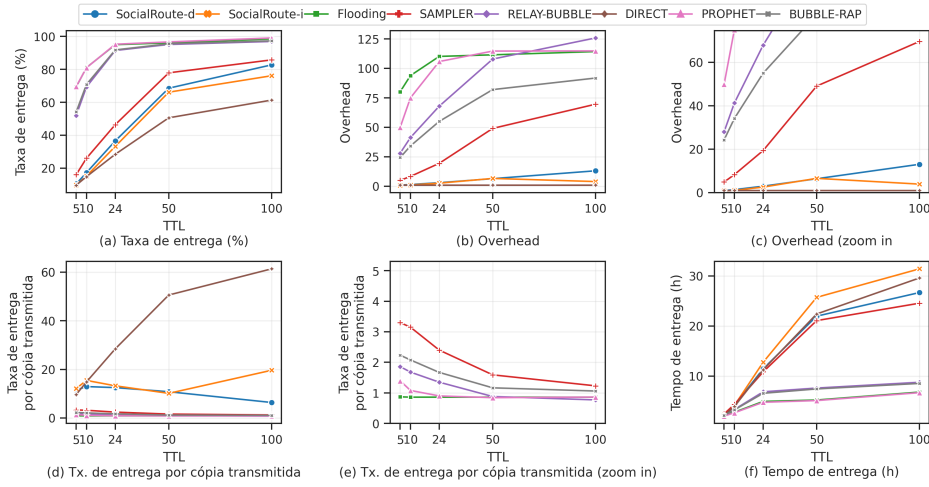 SocialRoute-d SocialRoute-i Flooding SAMPLER RELAY-BUBBLE DIRECT PROPHET BUBBLE-RAP
Taxa de entrega (%)
100
80
60
40
20
5 10 24 50 100
TTL
(a) Taxa de entrega (%)
Overhead
125
100
75
50
25
0
5 10 24 50 100
TTL
(b) Overhead
Overhead
60
40
20
0
5 10 24 50 100
TTL
(c) Overhead (zoom in
Taxa de entrega
por cópia transmitida
60
40
20
0
5 10 24 50 100
TTL
(d) Tx. de entrega por cópia transmitida
Taxa de entrega
por cópia transmitida
5
4
3
2
1
0
5 10 24 50 100
TTL
(e) Tx. de entrega por cópia transmitida (zoom in)
Tempo de entrega (h)
30
20
10
5 10 24 50 100
TTL
(f) Tempo de entrega (h)